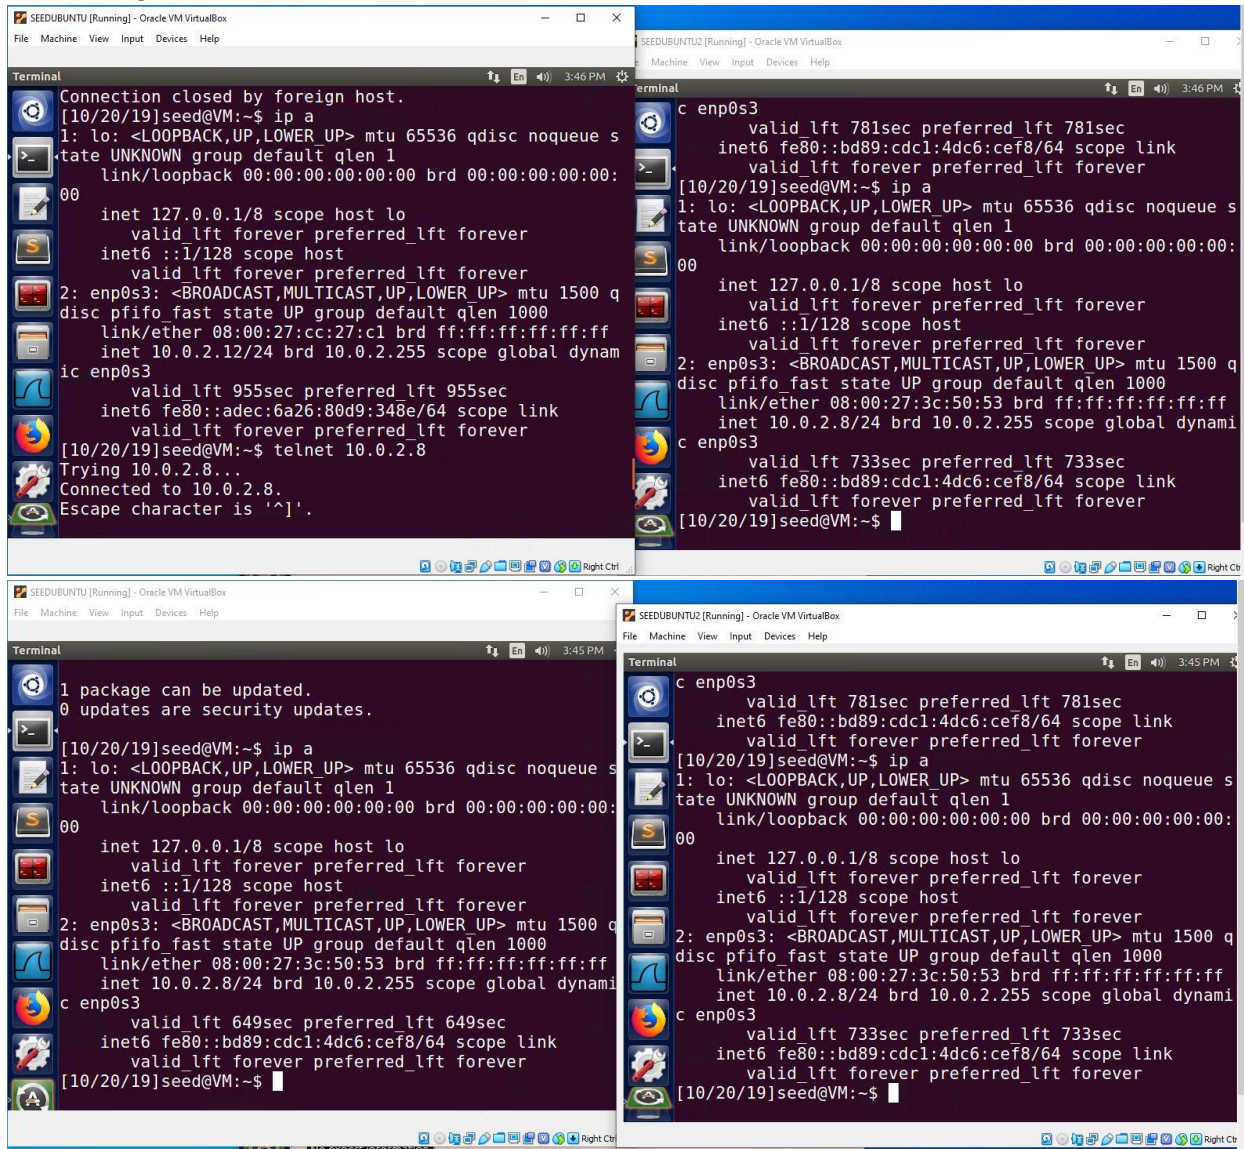 SEEDUBUNTU [Running] - Oracle VM VirtualBox
File Machine View Input Devices Help
Terminal En 3:46 PM
Connection closed by foreign host.
[10/20/19]seed@VM:~$ ip a
1: lo: <LOOPBACK,UP,LOWER_UP> mtu 65536 qdisc noqueue s
tate UNKNOWN group default qlen 1
link/loopback 00:00:00:00:00:00 brd 00:00:00:00:00:
00
inet 127.0.0.1/8 scope host lo
valid_lft forever preferred_lft forever
inet6 ::1/128 scope host
valid_lft forever preferred_lft forever
2: enp0s3: <BROADCAST,MULTICAST,UP,LOWER_UP> mtu 1500 q
disc pfifo_fast state UP group default qlen 1000
link/ether 08:00:27:cc:27:c1 brd ff:ff:ff:ff:ff:ff
inet 10.0.2.12/24 brd 10.0.2.255 scope global dynam
ic enp0s3
valid_lft 955sec preferred_lft 955sec
inet6 fe80::adec:6a26:80d9:348e/64 scope link
valid_lft forever preferred_lft forever
[10/20/19]seed@VM:~$ telnet 10.0.2.8
Trying 10.0.2.8...
Connected to 10.0.2.8.
Escape character is '^]'.
Right Ctrl
SEEDUBUNTU2 [Running] - Oracle VM VirtualBox
Machine View Input Devices Help
erminal En 3:46 PM
c enp0s3
valid_lft 781sec preferred_lft 781sec
inet6 fe80::bd89:cdc1:4dc6:cef8/64 scope link
valid_lft forever preferred_lft forever
[10/20/19]seed@VM:~$ ip a
1: lo: <LOOPBACK,UP,LOWER_UP> mtu 65536 qdisc noqueue s
tate UNKNOWN group default qlen 1
link/loopback 00:00:00:00:00:00 brd 00:00:00:00:00:
00
inet 127.0.0.1/8 scope host lo
valid_lft forever preferred_lft forever
inet6 ::1/128 scope host
valid_lft forever preferred_lft forever
2: enp0s3: <BROADCAST,MULTICAST,UP,LOWER_UP> mtu 1500 q
disc pfifo_fast state UP group default qlen 1000
link/ether 08:00:27:3c:50:53 brd ff:ff:ff:ff:ff:ff
inet 10.0.2.8/24 brd 10.0.2.255 scope global dynami
c enp0s3
valid_lft 733sec preferred_lft 733sec
inet6 fe80::bd89:cdc1:4dc6:cef8/64 scope link
valid_lft forever preferred_lft forever
[10/20/19]seed@VM:~$
Right Ctr
SEEDUBUNTU [Running] - Oracle VM VirtualBox
File Machine View Input Devices Help
Terminal En 3:45 PM
1 package can be updated.
0 updates are security updates.
[10/20/19]seed@VM:~$ ip a
1: lo: <LOOPBACK,UP,LOWER_UP> mtu 65536 qdisc noqueue s
tate UNKNOWN group default qlen 1
link/loopback 00:00:00:00:00:00 brd 00:00:00:00:00:
00
inet 127.0.0.1/8 scope host lo
valid_lft forever preferred_lft forever
inet6 ::1/128 scope host
valid_lft forever preferred_lft forever
2: enp0s3: <BROADCAST,MULTICAST,UP,LOWER_UP> mtu 1500 q
disc pfifo_fast state UP group default qlen 1000
link/ether 08:00:27:3c:50:53 brd ff:ff:ff:ff:ff:ff
inet 10.0.2.8/24 brd 10.0.2.255 scope global dynami
c enp0s3
valid_lft 649sec preferred_lft 649sec
inet6 fe80::bd89:cdc1:4dc6:cef8/64 scope link
valid_lft forever preferred_lft forever
[10/20/19]seed@VM:~$
Right Ctr
SEEDUBUNTU2 [Running] - Oracle VM VirtualBox
File Machine View Input Devices Help
Terminal En 3:45 PM
c enp0s3
valid_lft 781sec preferred_lft 781sec
inet6 fe80::bd89:cdc1:4dc6:cef8/64 scope link
valid_lft forever preferred_lft forever
[10/20/19]seed@VM:~$ ip a
1: lo: <LOOPBACK,UP,LOWER_UP> mtu 65536 qdisc noqueue s
tate UNKNOWN group default qlen 1
link/loopback 00:00:00:00:00:00 brd 00:00:00:00:00:
00
inet 127.0.0.1/8 scope host lo
valid_lft forever preferred_lft forever
inet6 ::1/128 scope host
valid_lft forever preferred_lft forever
2: enp0s3: <BROADCAST,MULTICAST,UP,LOWER_UP> mtu 1500 q
disc pfifo_fast state UP group default qlen 1000
link/ether 08:00:27:3c:50:53 brd ff:ff:ff:ff:ff:ff
inet 10.0.2.8/24 brd 10.0.2.255 scope global dynami
c enp0s3
valid_lft 733sec preferred_lft 733sec
inet6 fe80::bd89:cdc1:4dc6:cef8/64 scope link
valid_lft forever preferred_lft forever
[10/20/19]seed@VM:~$
Right Ctr